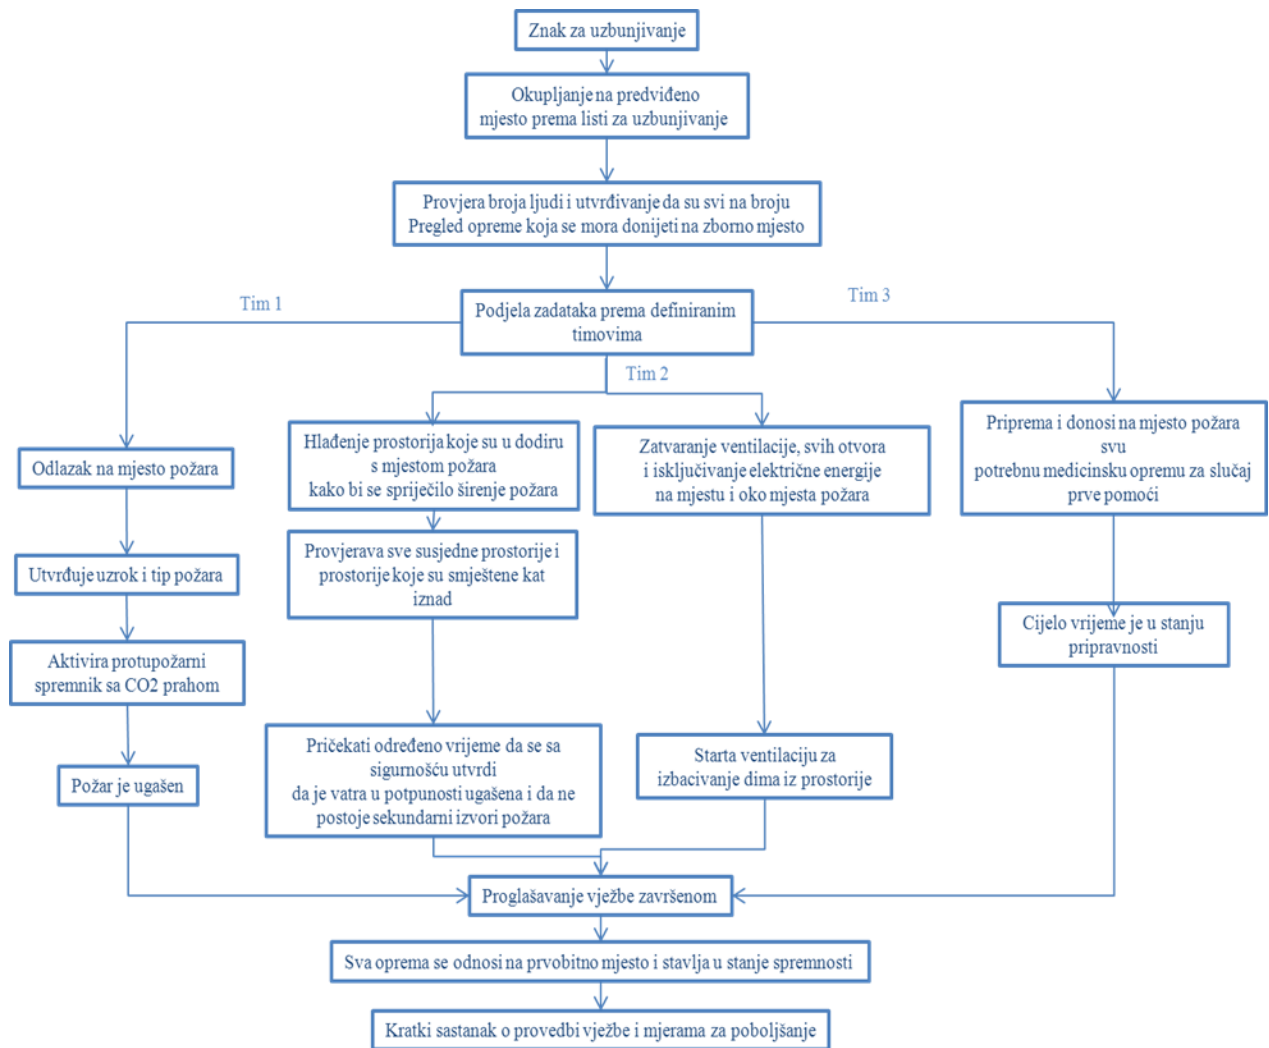 Znak za uzbunjivanje
Okupljanje na predviđeno
mjesto prema listi za uzbunjivanje
Provjera broja ljudi i utvrđivanje da su svi na broju
Pregled opreme koja se mora donijeti na zborno mjesto
Podjela zadataka prema definiranim
timovima
Tim 1
Odlazak na mjesto požara
Utvrđuje uzrok i tip požara
Aktivira protupožarni
spremnik sa CO2 prahom
Požar je ugašen
Tim 2
Hlađenje prostorija koje su u dodiru
s mjestom požara
kako bi se spriječilo širenje požara
Provjerava sve susjedne prostorije i
prostorije koje su smještene kat
iznad
Pričekati određeno vrijeme da se sa
sigurnošću utvrdi
da je vatra u potpunosti ugašena i da ne
postoje sekundarni izvori požara
Zatvaranje ventilacije, svih otvora
i isključivanje električne energije
na mjestu i oko mjesta požara
Starta ventilaciju za
izbacivanje dima iz prostorije
Tim 3
Priprema i donosi na mjesto požara
svu
potrebnu medicinsku opremu za slučaj
prve pomoći
Cijelo vrijeme je u stanju
pripravnosti
Proglašavanje vježbe završenom
Sva oprema se odnosi na prvobitno mjesto i stavlja u stanje spremnosti
Kratki sastanak o provedbi vježbe i mjerama za poboljšanje